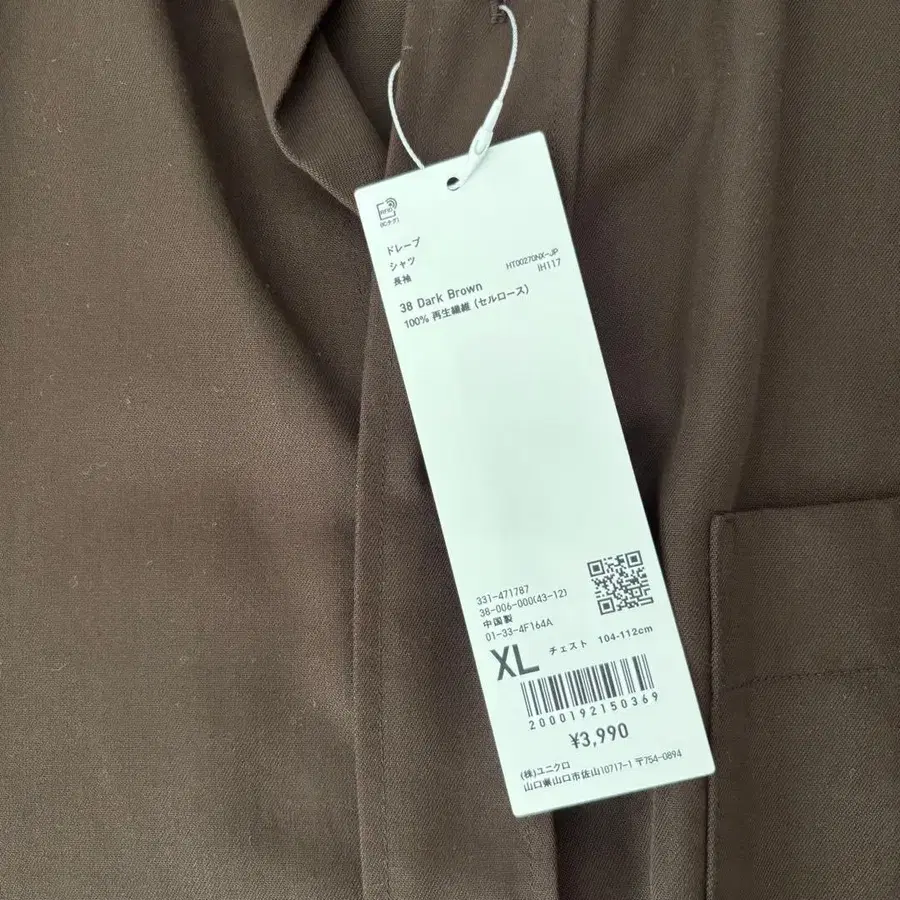 RFID
(ICタグ)
ドレープ
シャツ
長袖
HT00270NX-JP
IH117
38 Dark Brown
100% 再生繊維 (セルロース)
331-471787
38-006-000(43-12)
中国製
01-33-4F164A
XL チェスト 104-112cm
2000192150369
¥3,990
(株)ユニクロ
山口県山口市佐山10717-1 〒754-0894